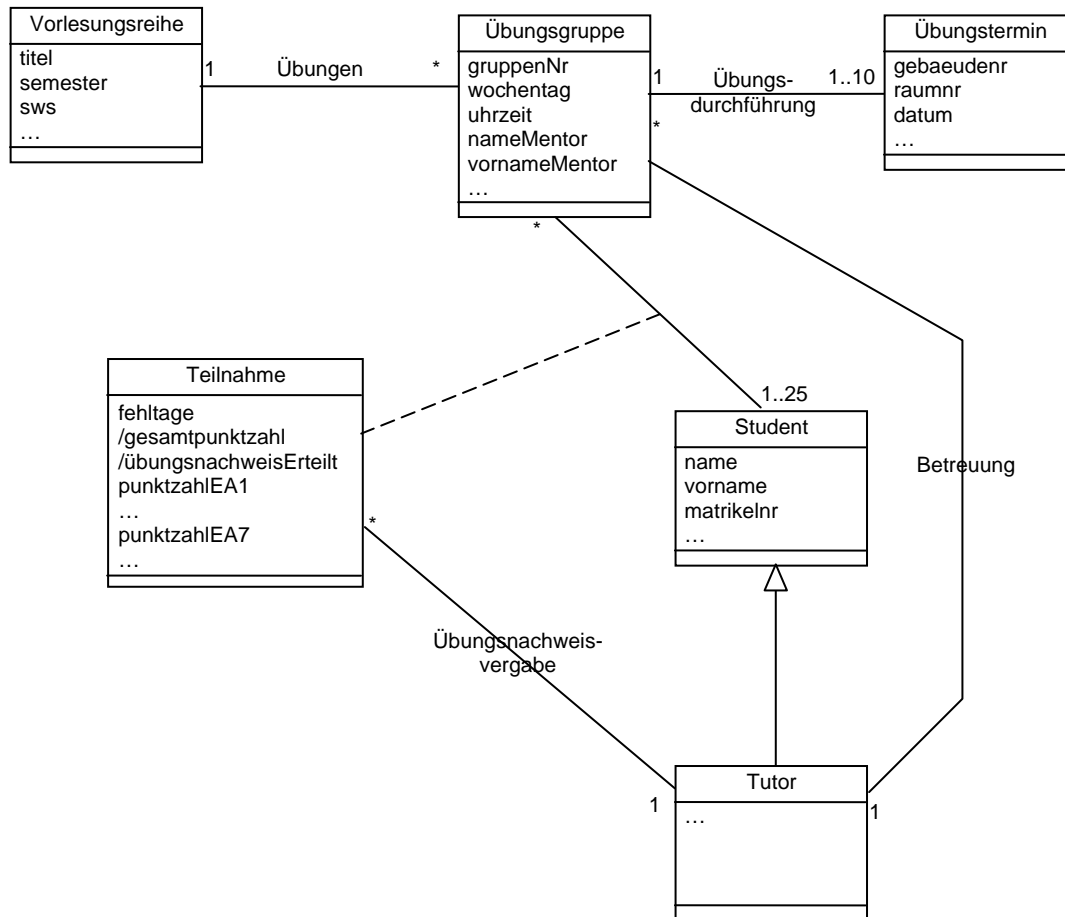 Vorlesungsreihe
titel
semester
sws
…
1
Übungen
*
Übungsgruppe
gruppenNr
wochentag
uhrzeit
nameMentor
vornameMentor
…
1
Übungs-
durchführung
1..10
*
Übungstermin
gebaeudenr
raumnr
datum
…
*
1..25
Teilnahme
fehltage
/gesamtpunktzahl
/übungsnachweisErteilt
punktzahlEA1
…
punktzahlEA7
…
*
Student
name
vorname
matrikelnr
…
Betreuung
Übungsnachweis-
vergabe
1
Tutor
…
1